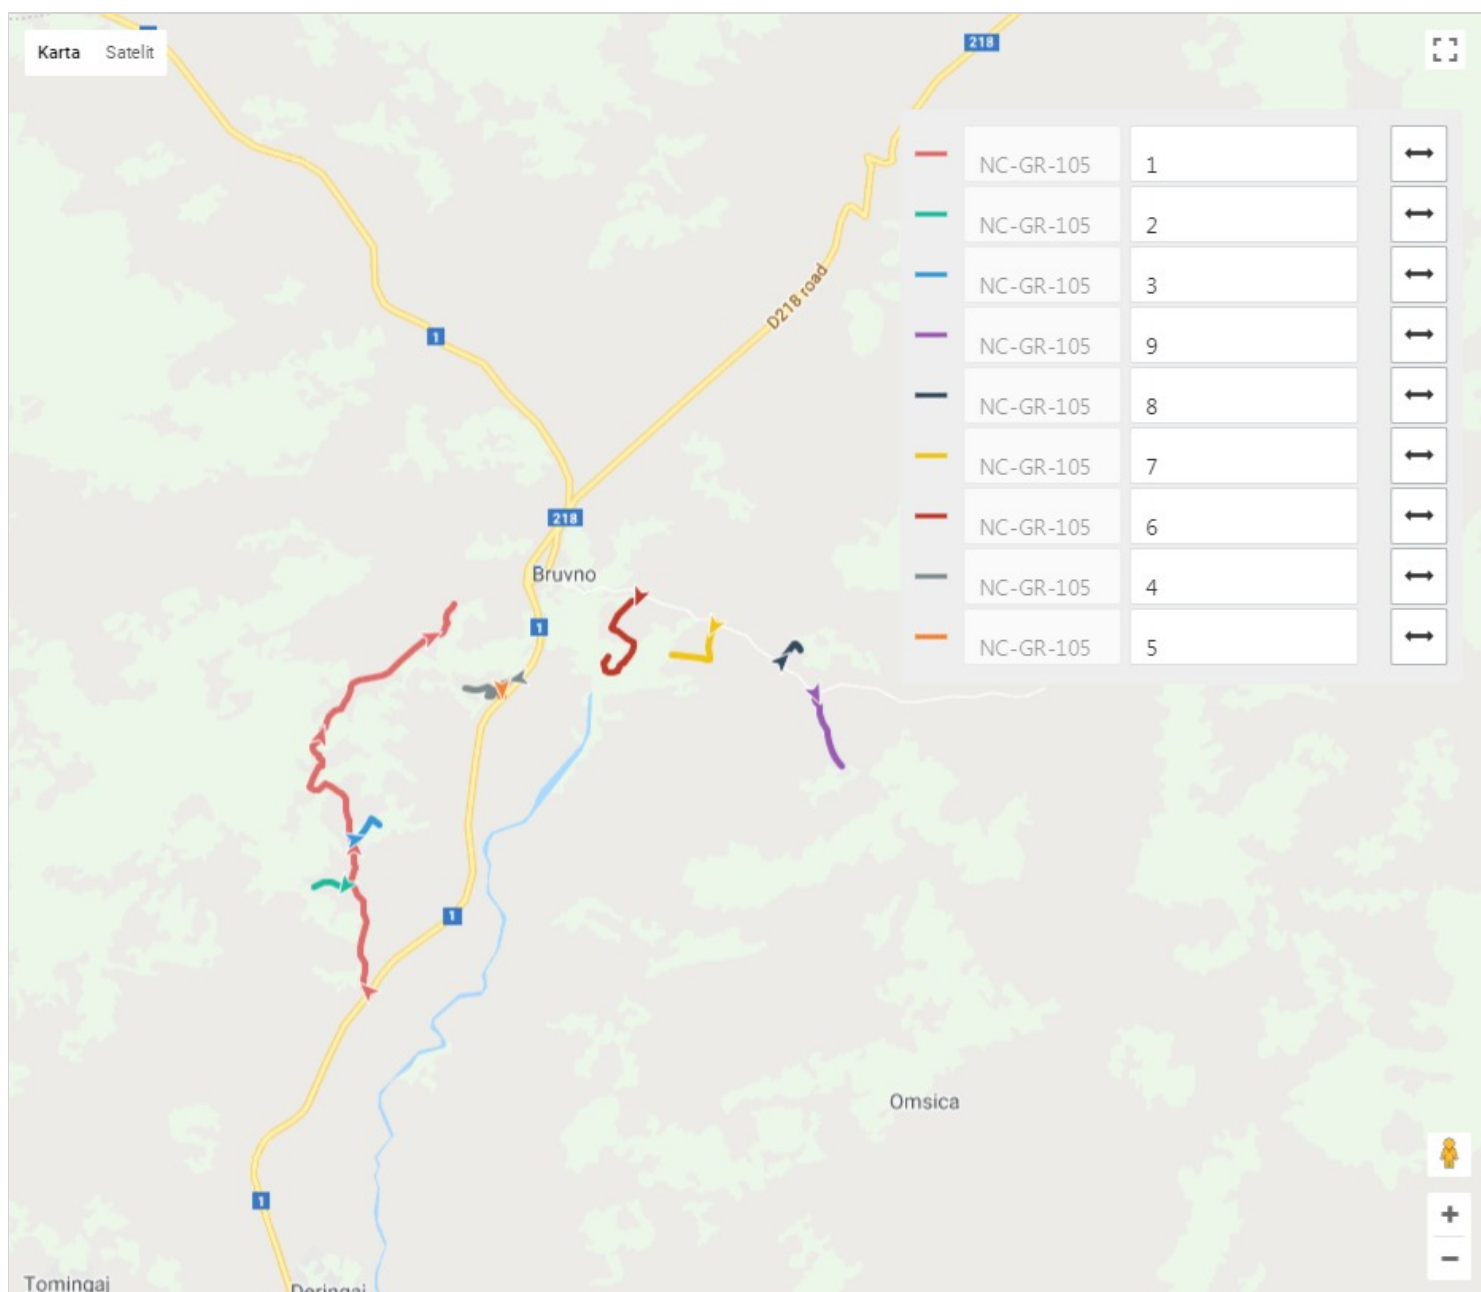 Karta Satelit
218
NC-GR-105 1
NC-GR-105 2
NC-GR-105 3
D218 road
1
NC-GR-105 9
NC-GR-105 8
NC-GR-105 7
218
NC-GR-105 6
Bruvno
NC-GR-105 4
1
NC-GR-105 5
1
Omsica
1
+
−
Tomingaj